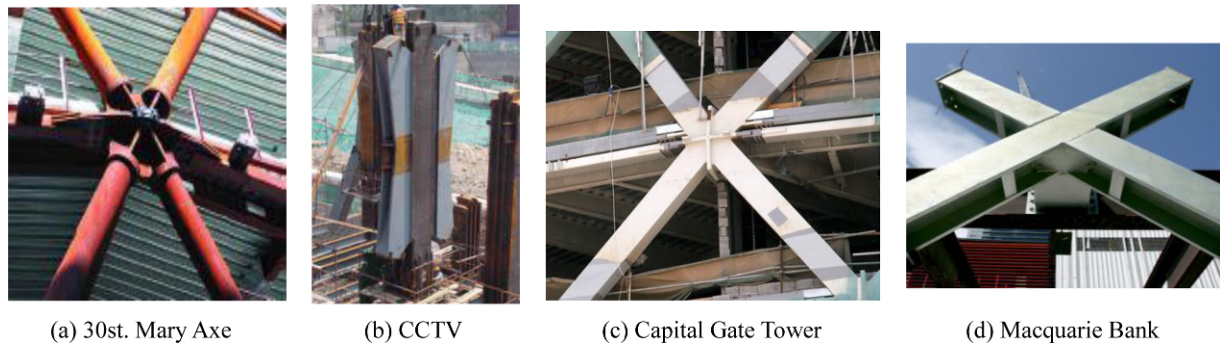 (a) 30st. Mary Axe
(b) CCTV
(c) Capital Gate Tower
(d) Macquarie Bank